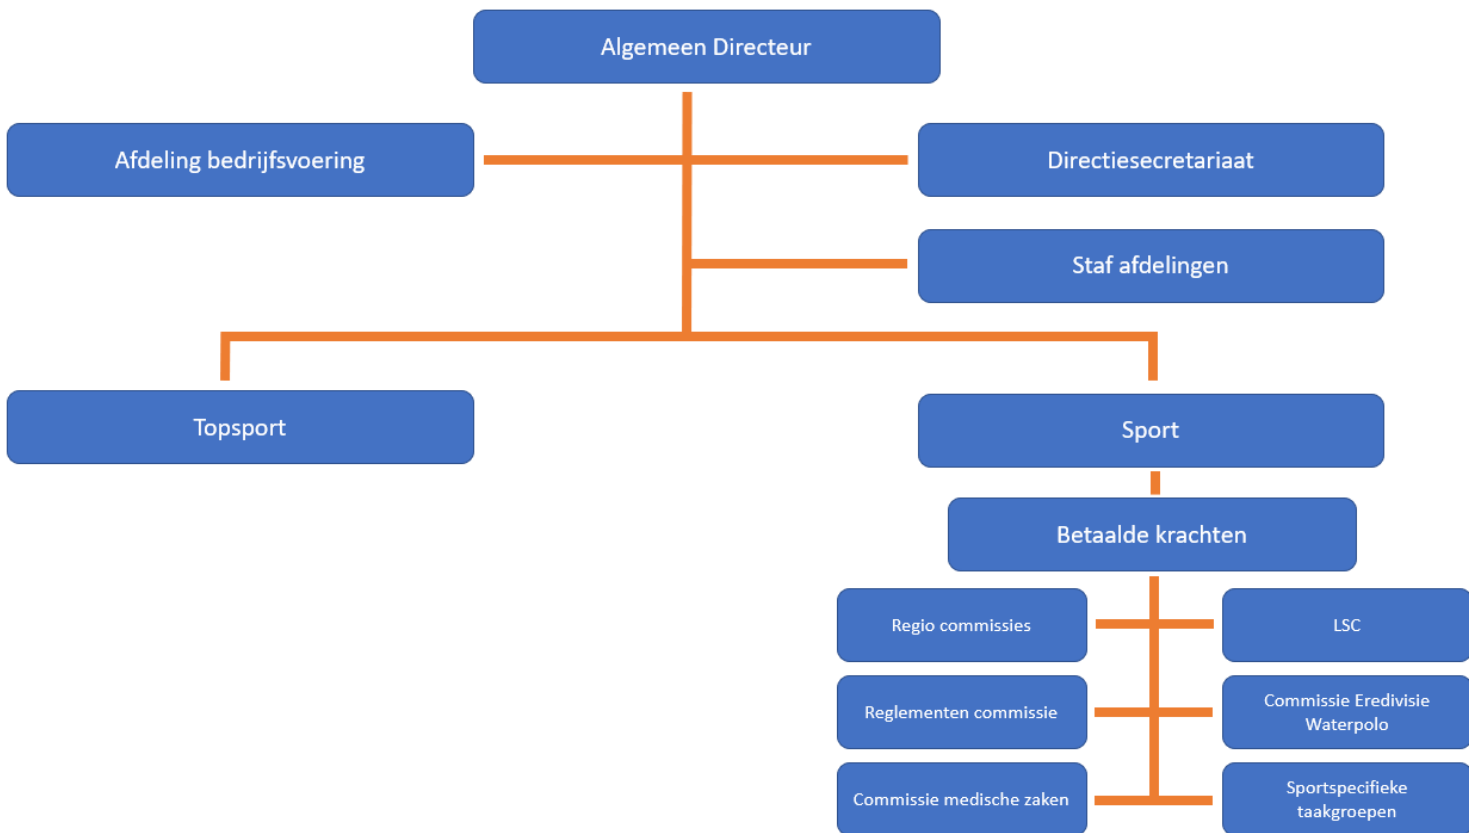 Algemeen Directeur
Afdeling bedrijfsvoering
Directiesecretariaat
Staf afdelingen
Topsport
Sport
Betaalde krachten
Regio commissies
LSC
Reglementen commissie
Commissie Eredivisie
Waterpolo
Commissie medische zaken
Sportspecifieke
taakgroepen